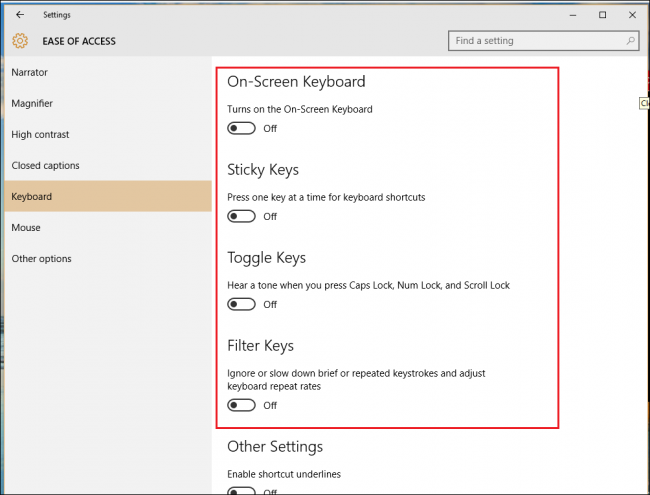 Settings
EASE OF ACCESS
Find a setting
Narrator
Magnifier
High contrast
Closed captions
Keyboard
Mouse
Other options
On-Screen Keyboard
Turns on the On-Screen Keyboard
Off
Sticky Keys
Press one key at a time for keyboard shortcuts
Off
Toggle Keys
Hear a tone when you press Caps Lock, Num Lock, and Scroll Lock
Off
Filter Keys
Ignore or slow down brief or repeated keystrokes and adjust
keyboard repeat rates
Off
Other Settings
Enable shortcut underlines
Off